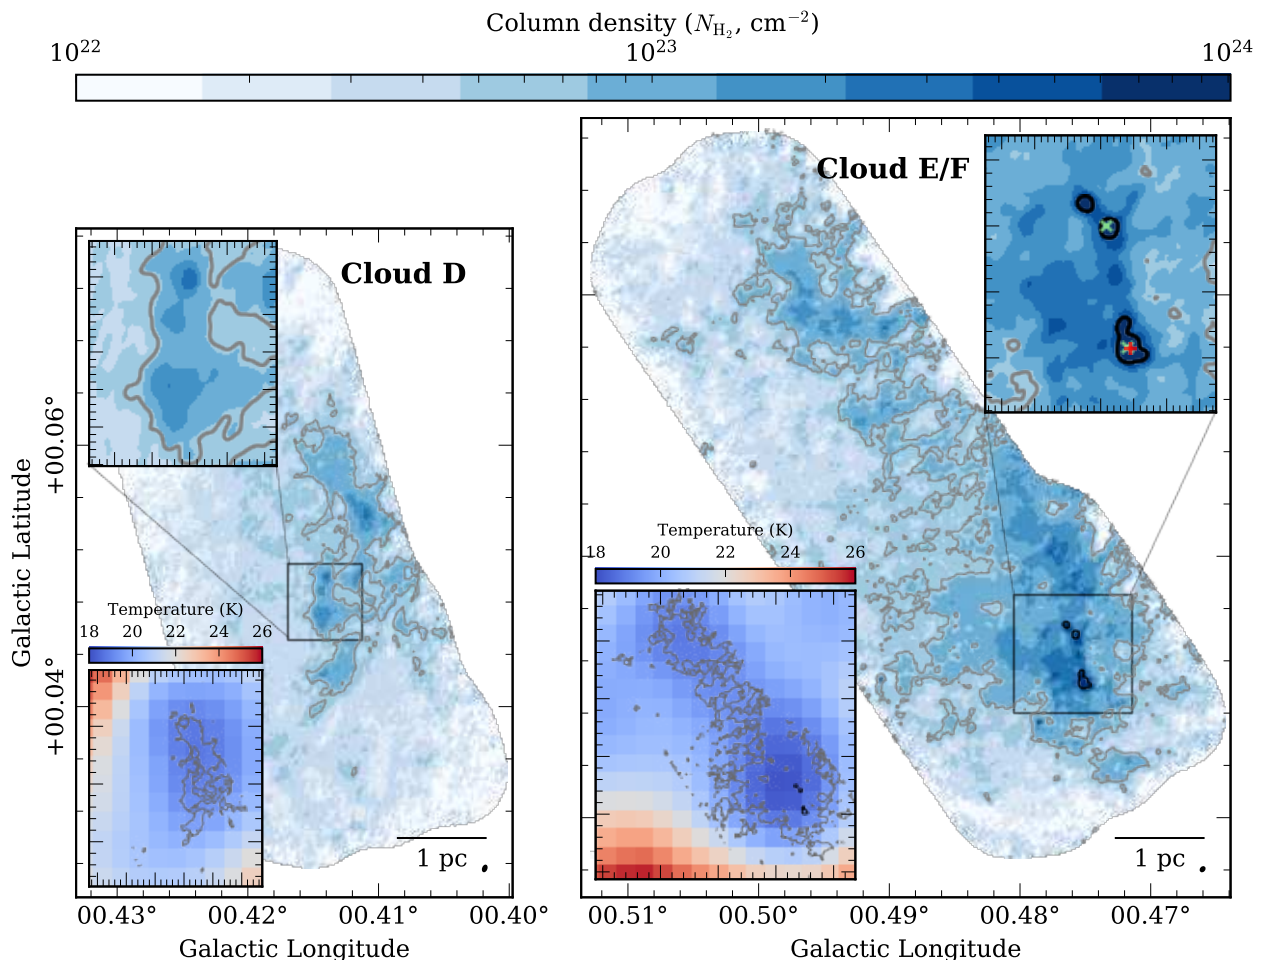 Column density (N_H₂, cm⁻²)
10²² 10²³ 10²⁴
Cloud E/F
Cloud D
+00.06°
Galactic Latitude
+00.04°
Temperature (K)
18 20 22 24 26
Temperature (K)
18 20 22 24 26
1 pc
1 pc
00.43° 00.42° 00.41° 00.40°
00.51° 00.50° 00.49° 00.48° 00.47°
Galactic Longitude
Galactic Longitude